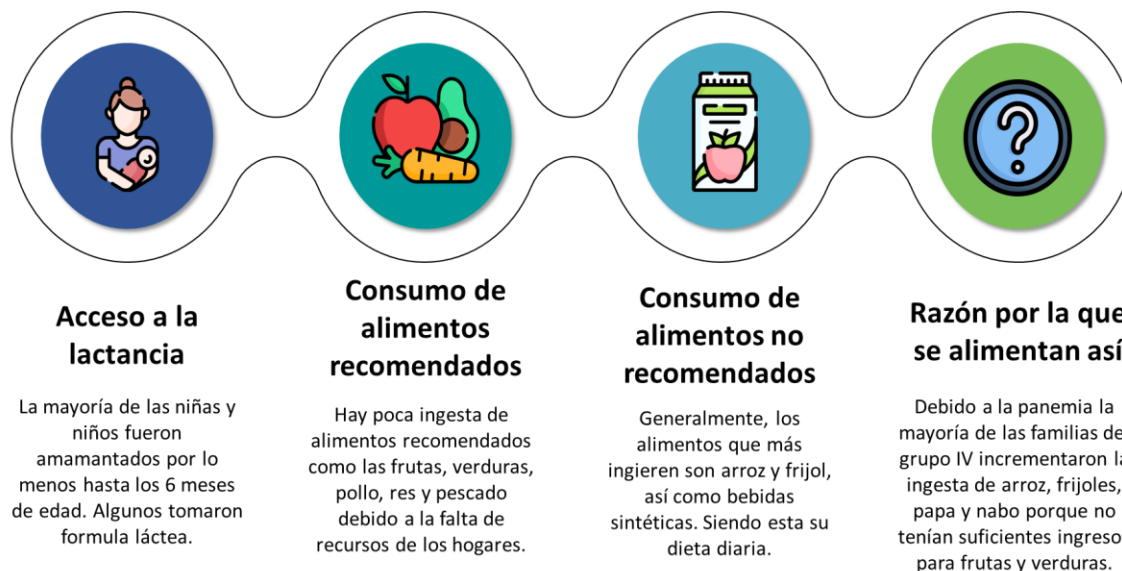 Acceso a la
lactancia
La mayoría de las niñas y
niños fueron
amamantados por lo
menos hasta los 6 meses
de edad. Algunos tomaron
formula láctea.
Consumo de
alimentos
recomendados
Hay poca ingesta de
alimentos recomendados
como las frutas, verduras,
pollo, res y pescado
debido a la falta de
recursos de los hogares.
Consumo de
alimentos no
recomendados
Generalmente, los
alimentos que más
ingieren son arroz y frijol,
así como bebidas
sintéticas. Siendo esta su
dieta diaria.
Razón por la que
se alimentan así
Debido a la panemia la
mayoría de las familias de
grupo IV incrementaron la
ingesta de arroz, frijoles,
papa y nabo porque no
tenían suficientes ingreso
para frutas y verduras.